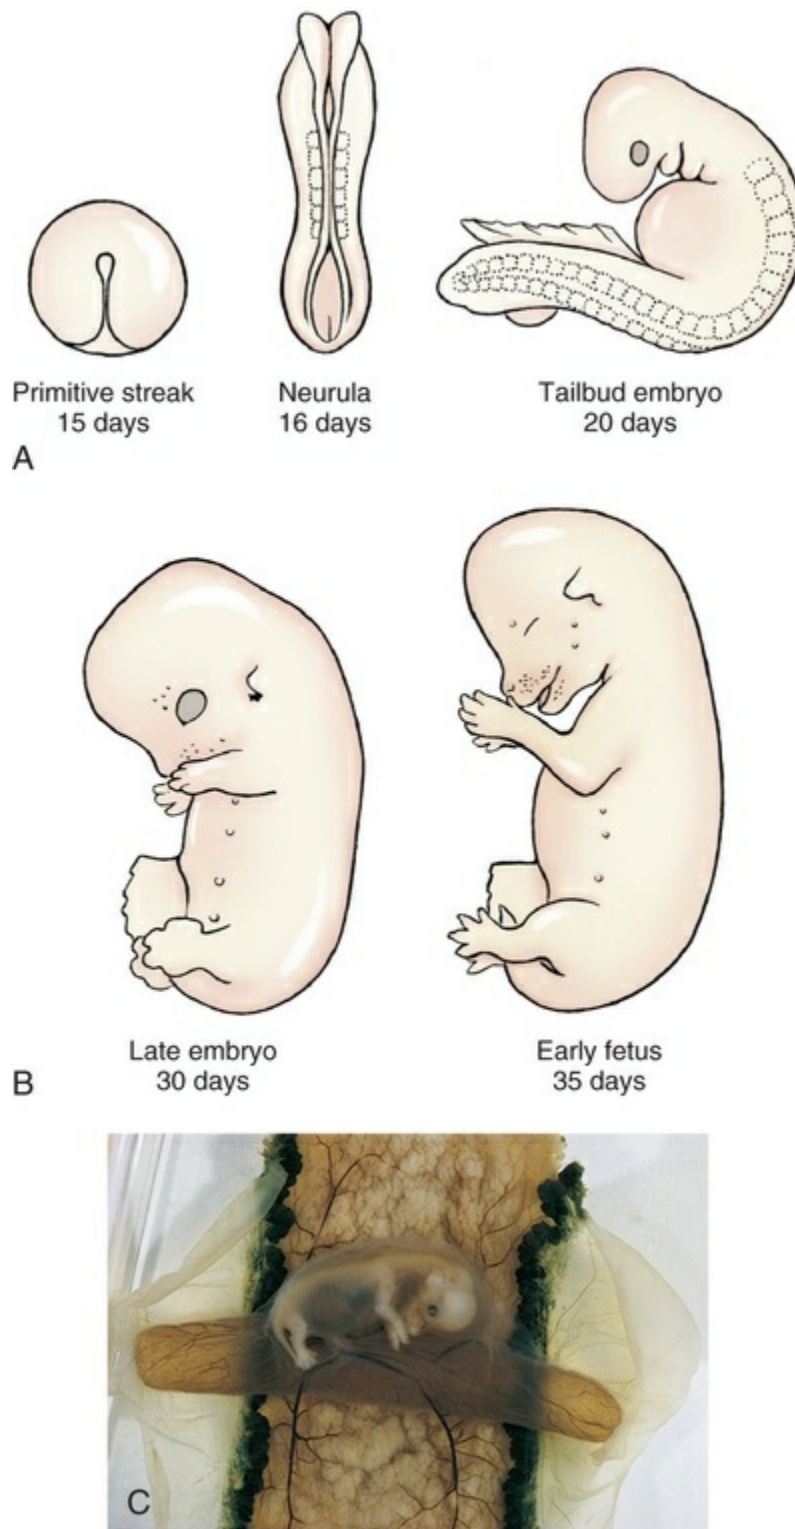 Primitive streak
15 days
Neurula
16 days
Tailbud embryo
20 days
A
Late embryo
30 days
Early fetus
35 days
B
C